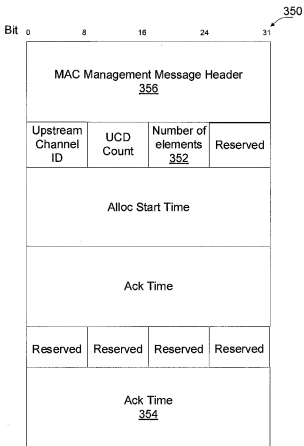 350
Bit 0 8 16 24 31
MAC Management Message Header
356
Upstream Channel ID
UCD Count
Number of elements 352
Reserved
Alloc Start Time
Ack Time
Reserved Reserved Reserved Reserved
Ack Time
354